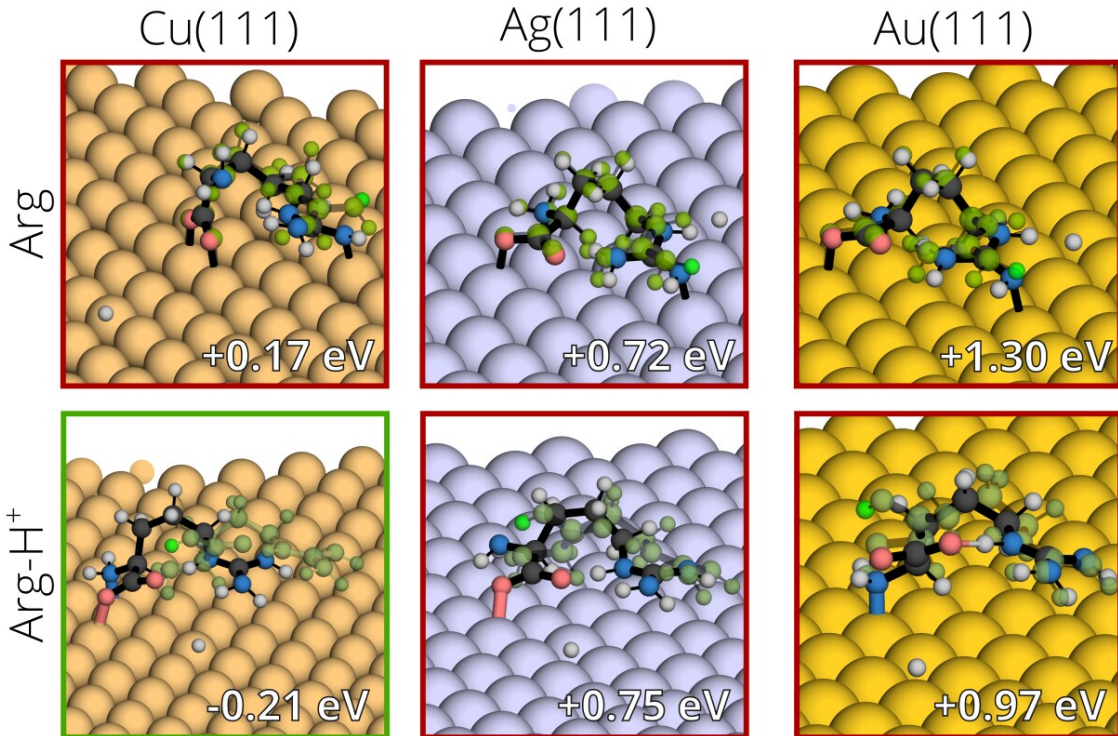 Cu(111) Ag(111) Au(111)
Arg
+0.17 eV +0.72 eV +1.30 eV
Arg-H⁺
-0.21 eV +0.75 eV +0.97 eV